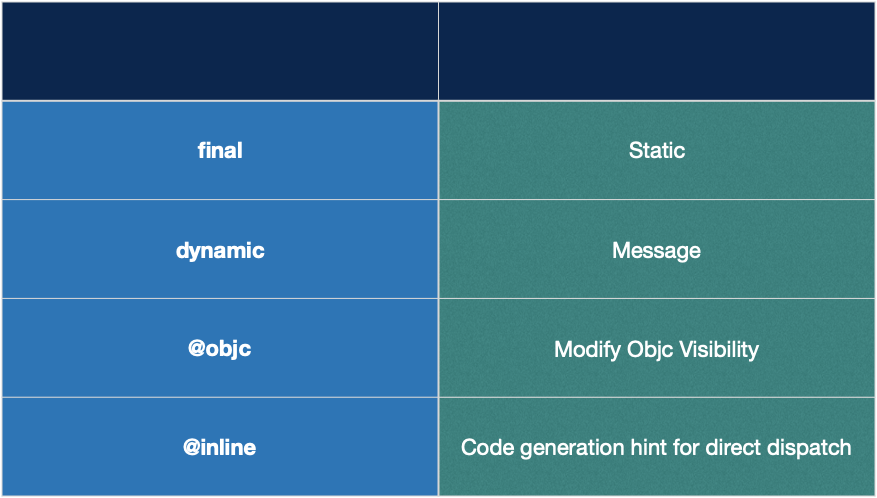 final
Static
dynamic
Message
@objc
Modify Objc Visibility
@inline
Code generation hint for direct dispatch